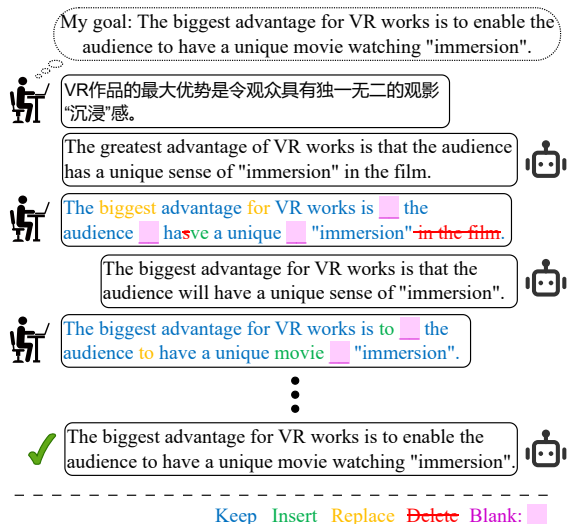 My goal: The biggest advantage for VR works is to enable the
audience to have a unique movie watching "immersion".
VR作品的最大优势是令观众具有独一无二的观影
“沉浸”感。
The greatest advantage of VR works is that the audience
has a unique sense of "immersion" in the film.
The biggest advantage for VR works is the
audience hasve a unique "immersion" in the film.
The biggest advantage for VR works is that the
audience will have a unique sense of "immersion".
The biggest advantage for VR works is to the
audience to have a unique movie "immersion".
The biggest advantage for VR works is to enable the
audience to have a unique movie watching "immersion".
Keep Insert Replace Delete Blank: